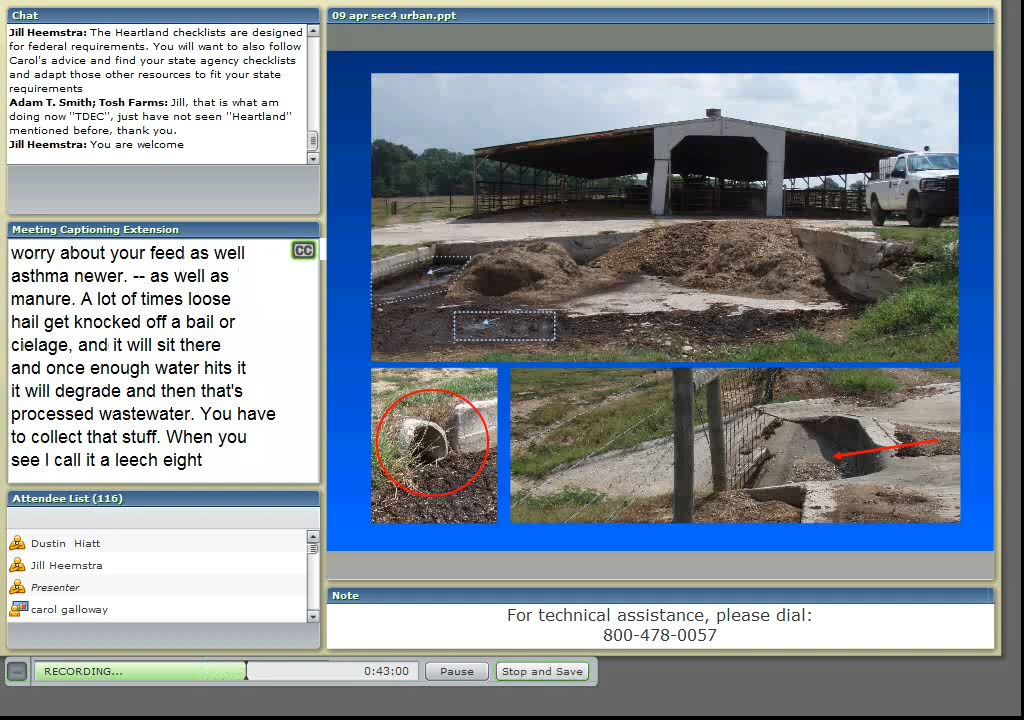 Chat
Jill Heemstra: The Heartland checklists are designed
for federal requirements. You will want to also follow
Carol's advice and find your state agency checklists
and adapt those other resources to fit your state
requirements
Adam T. Smith; Tosh Farms: Jill, that is what am
doing now "TDEC", just have not seen "Heartland"
mentioned before, thank you.
Jill Heemstra: You are welcome
Meeting Captioning Extension
CC
worry about your feed as well
asthma newer. -- as well as
manure. A lot of times loose
hail get knocked off a bail or
cielage, and it will sit there
and once enough water hits it
it will degrade and then that's
processed wastewater. You have
to collect that stuff. When you
see I call it a leech eight
Attendee List (116)
Dustin Hiatt
Jill Heemstra
Presenter
carol galloway
09 apr sec4 urban.ppt
Note
For technical assistance, please dial:
800-478-0057
RECORDING...
0:43:00
Pause
Stop and Save